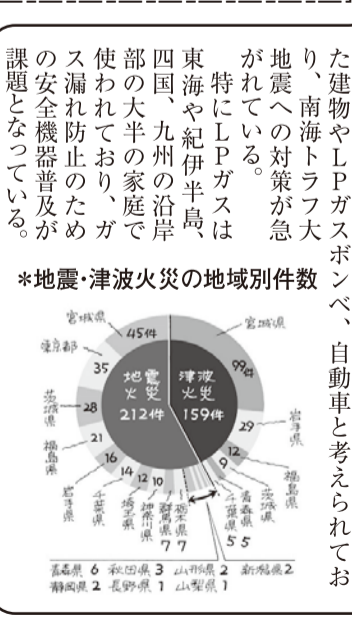 た建物やLPガスボンベ、自動車と考えられてお
り、南海トラフ大
地震への対策が急
がれている。
　特にLPガスは
東海や紀伊半島、
四国、九州の沿岸
部の大半の家庭で
使われており、ガ
ス漏れ防止のため
の安全機器普及が
課題となっている。
*地震・津波火災の地域別件数
津波
火災
159件
宮城県
99件
岩手県
29
福島県
12
茨城県
9
青森県
5
千葉県
5
地震
火災
212件
宮城県
45件
東京都
35
茨城県
28
福島県
21
岩手県
16
千葉県
14
埼玉県
12
神奈川県
10
群馬県
7
栃木県
7
青森県 6 秋田県 3 山形県 2 新潟県 2
静岡県 2 長野県 1 山梨県 1